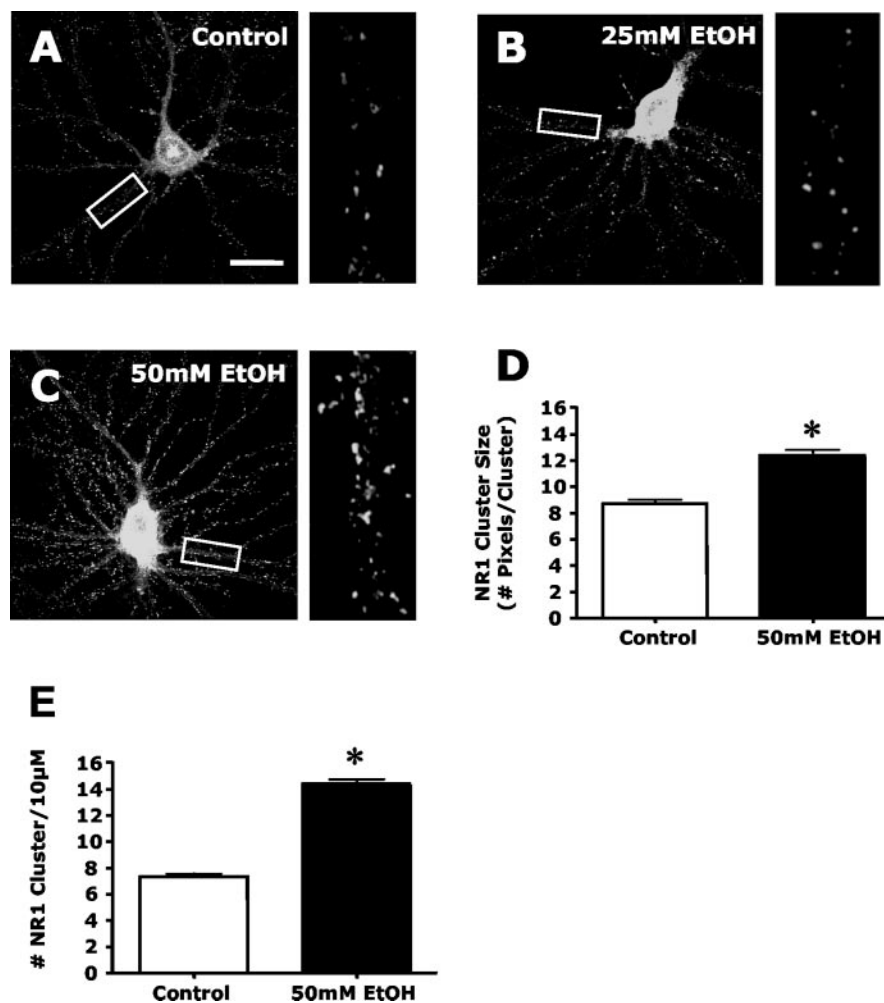 A
Control
B
25mM EtOH
C
50mM EtOH
D
NR1 Cluster Size
(# Pixels/Cluster)
16
14
12
10
8
6
4
2
0
*
Control
50mM EtOH
E
# NR1 Cluster/10µM
16
14
12
10
8
6
4
2
0
*
Control
50mM EtOH